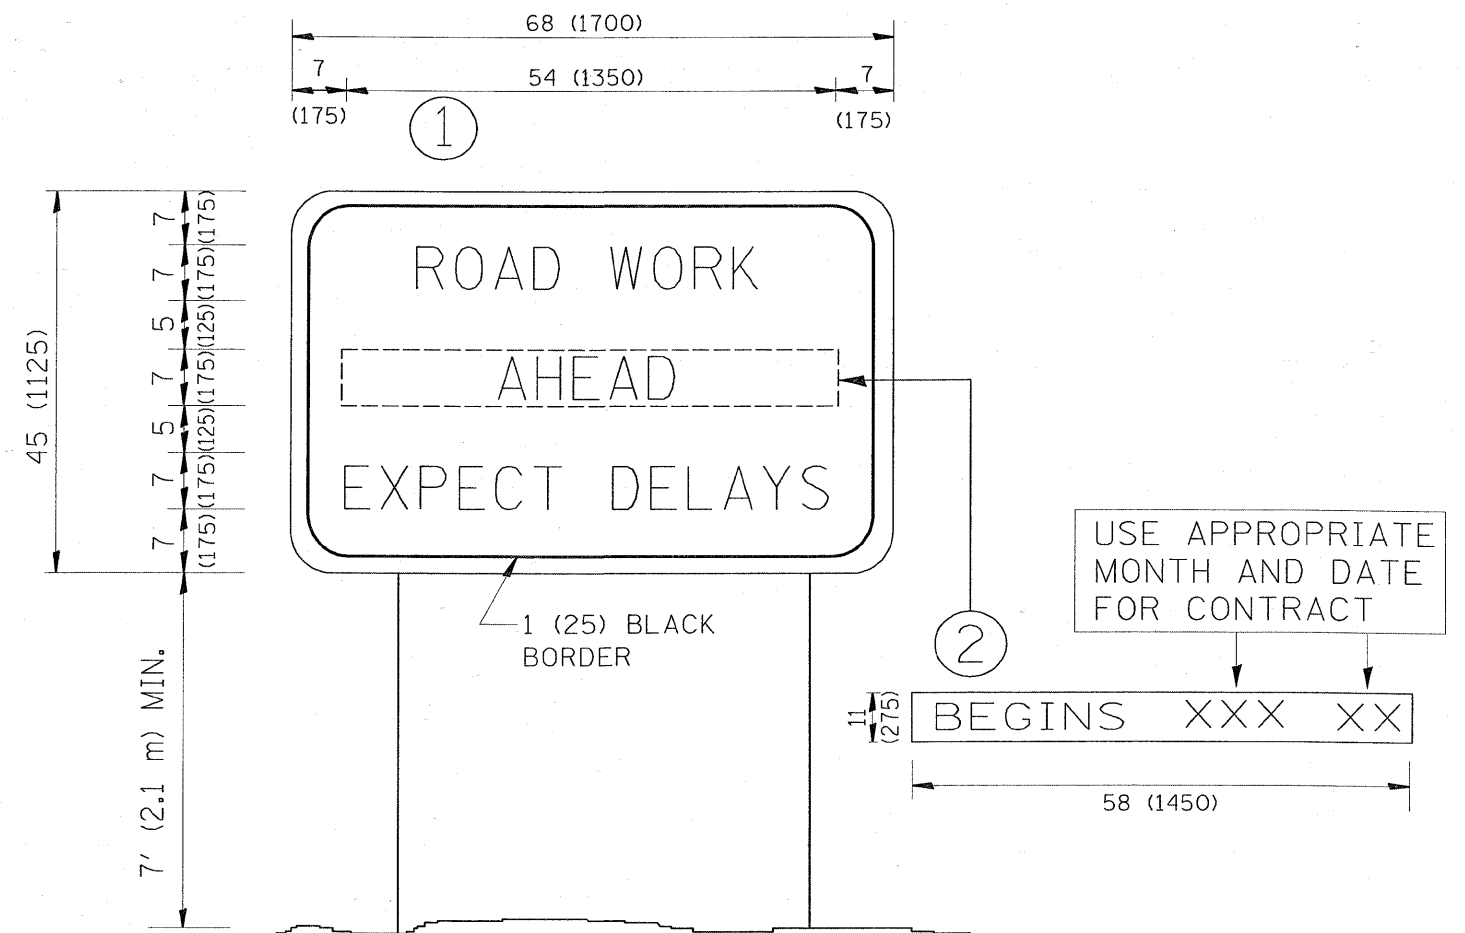 68 (1700)
7 54 (1350) 7
(175) (175)
1
ROAD WORK
AHEAD
EXPECT DELAYS
45 (1125)
7 (175)
7 (175)
5 (125)
7 (175)
5 (125)
7 (175)
7 (175)
7' (2.1 m) MIN.
1 (25) BLACK
BORDER
2
USE APPROPRIATE
MONTH AND DATE
FOR CONTRACT
11
(275)
BEGINS XXX XX
58 (1450)